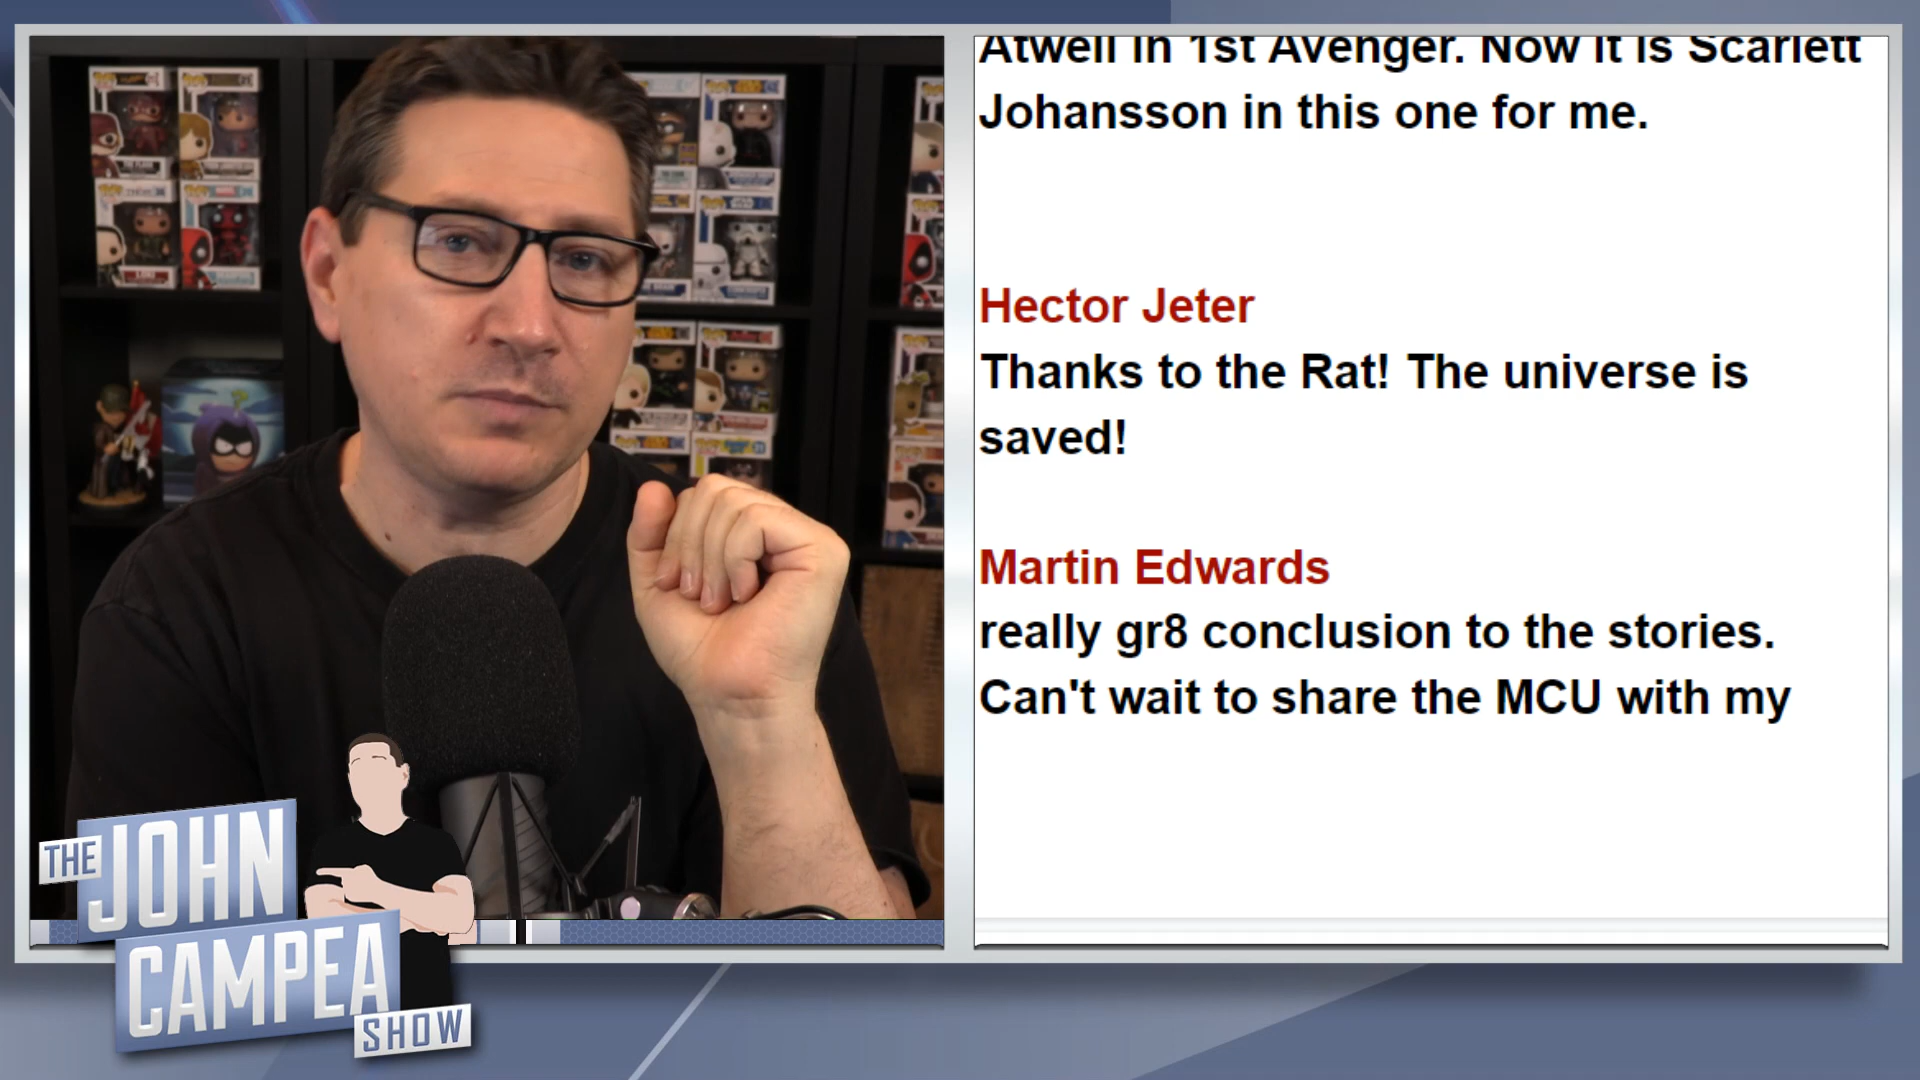 Atwell in 1st Avenger. Now it is Scarlett
Johansson in this one for me.
Hector Jeter
Thanks to the Rat! The universe is
saved!
Martin Edwards
really gr8 conclusion to the stories.
Can't wait to share the MCU with my
THE
JOHN
CAMPEA
SHOW